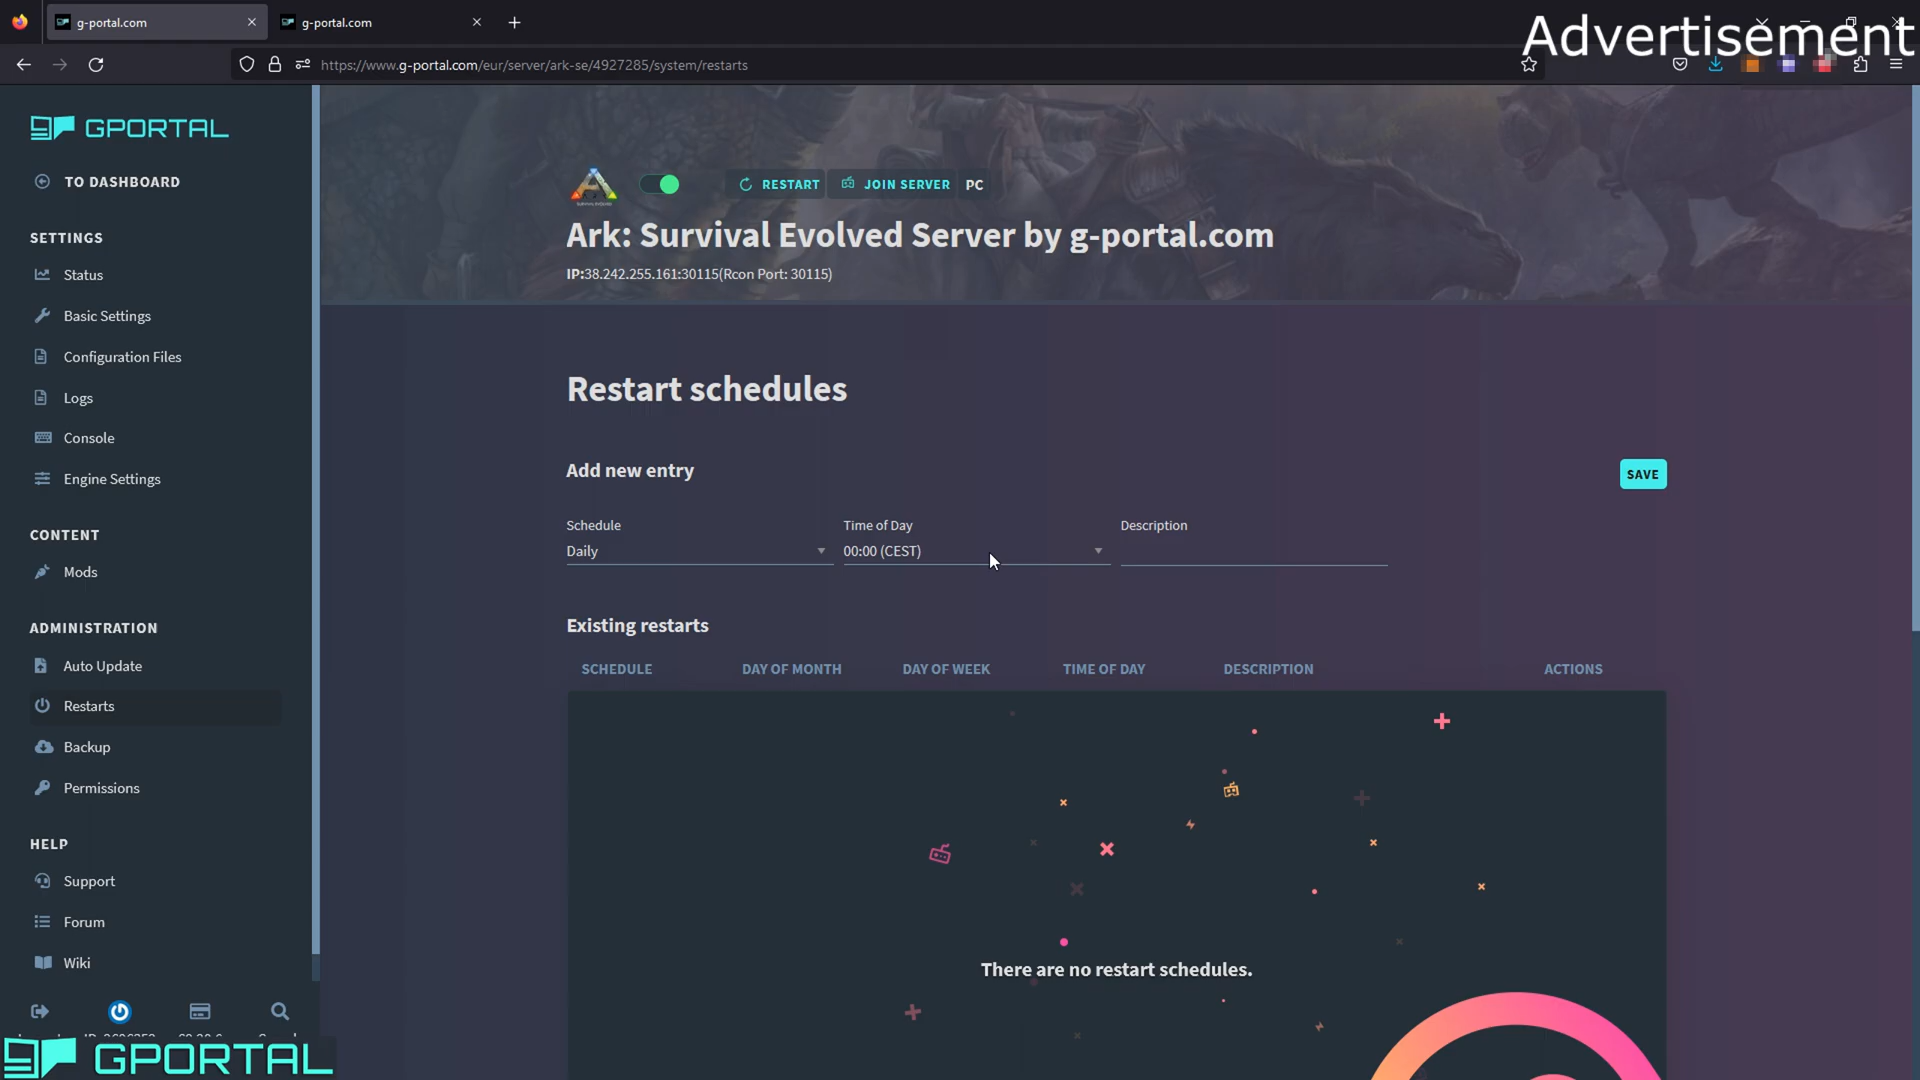 g-portal.com
g-portal.com
Advertisement
https://www.g-portal.com/eur/server/ark-se/4927285/system/restarts
GPORTAL
TO DASHBOARD
SETTINGS
Status
Basic Settings
Configuration Files
Logs
Console
Engine Settings
CONTENT
Mods
ADMINISTRATION
Auto Update
Restarts
Backup
Permissions
HELP
Support
Forum
Wiki
GPORTAL
RESTART
JOIN SERVER
PC
Ark: Survival Evolved Server by g-portal.com
IP:38.242.255.161:30115(Rcon Port: 30115)
Restart schedules
Add new entry
SAVE
Schedule
Time of Day
Description
Daily
00:00 (CEST)
Existing restarts
SCHEDULE
DAY OF MONTH
DAY OF WEEK
TIME OF DAY
DESCRIPTION
ACTIONS
There are no restart schedules.